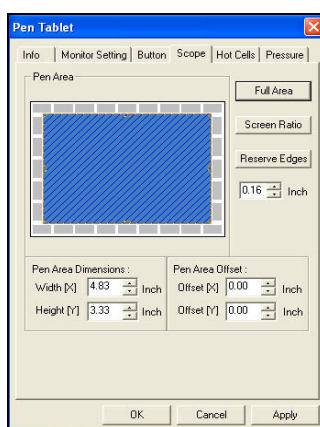 Pen Tablet
Info Monitor Setting Button Scope Hot Cells Pressure
Pen Area
Full Area
Screen Ratio
Reserve Edges
0.16 Inch
Pen Area Dimensions : Pen Area Offset :
Width [X] 4.83 Inch Offset [X] 0.00 Inch
Height [Y] 3.33 Inch Offset [Y] 0.00 Inch
OK Cancel Apply